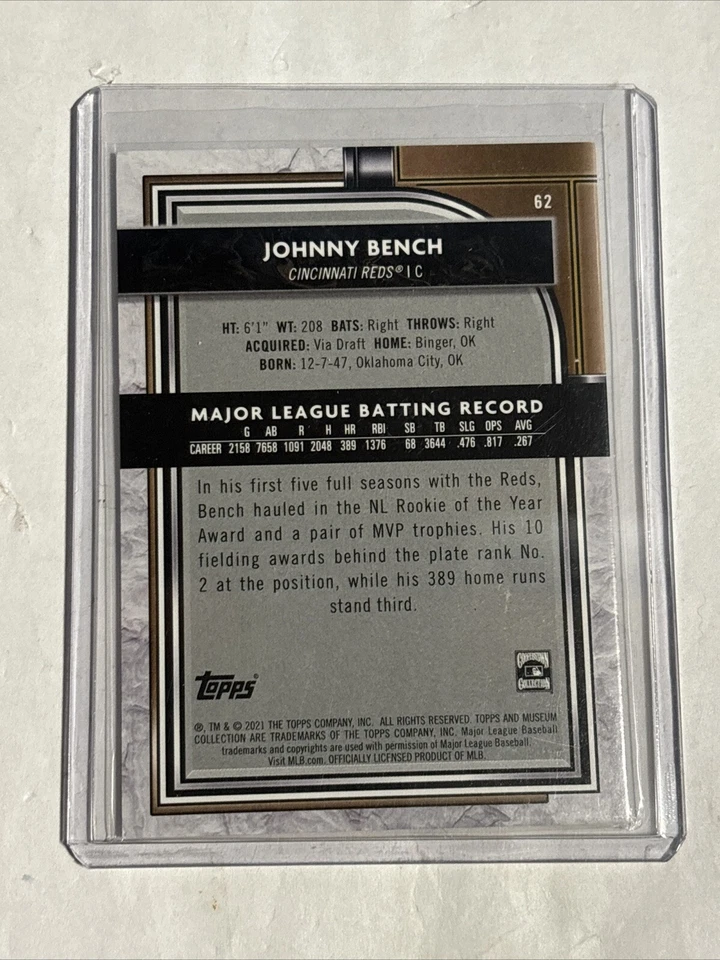 62
JOHNNY BENCH
CINCINNATI REDS® | C
HT: 6'1" WT: 208 BATS: Right THROWS: Right
ACQUIRED: Via Draft HOME: Binger, OK
BORN: 12-7-47, Oklahoma City, OK
MAJOR LEAGUE BATTING RECORD
G AB R H HR RBI SB TB SLG OPS AVG
CAREER 2158 7658 1091 2048 389 1376 68 3644 .476 .817 .267
In his first five full seasons with the Reds,
Bench hauled in the NL Rookie of the Year
Award and a pair of MVP trophies. His 10
fielding awards behind the plate rank No.
2 at the position, while his 389 home runs
stand third.
COOPERSTOWN
COLLECTION
topps®
®, TM & © 2021 THE TOPPS COMPANY, INC. ALL RIGHTS RESERVED. TOPPS AND MUSEUM
COLLECTION ARE TRADEMARKS OF THE TOPPS COMPANY, INC. Major League Baseball
trademarks and copyrights are used with permission of Major League Baseball.
Visit MLB.com. OFFICIALLY LICENSED PRODUCT OF MLB.